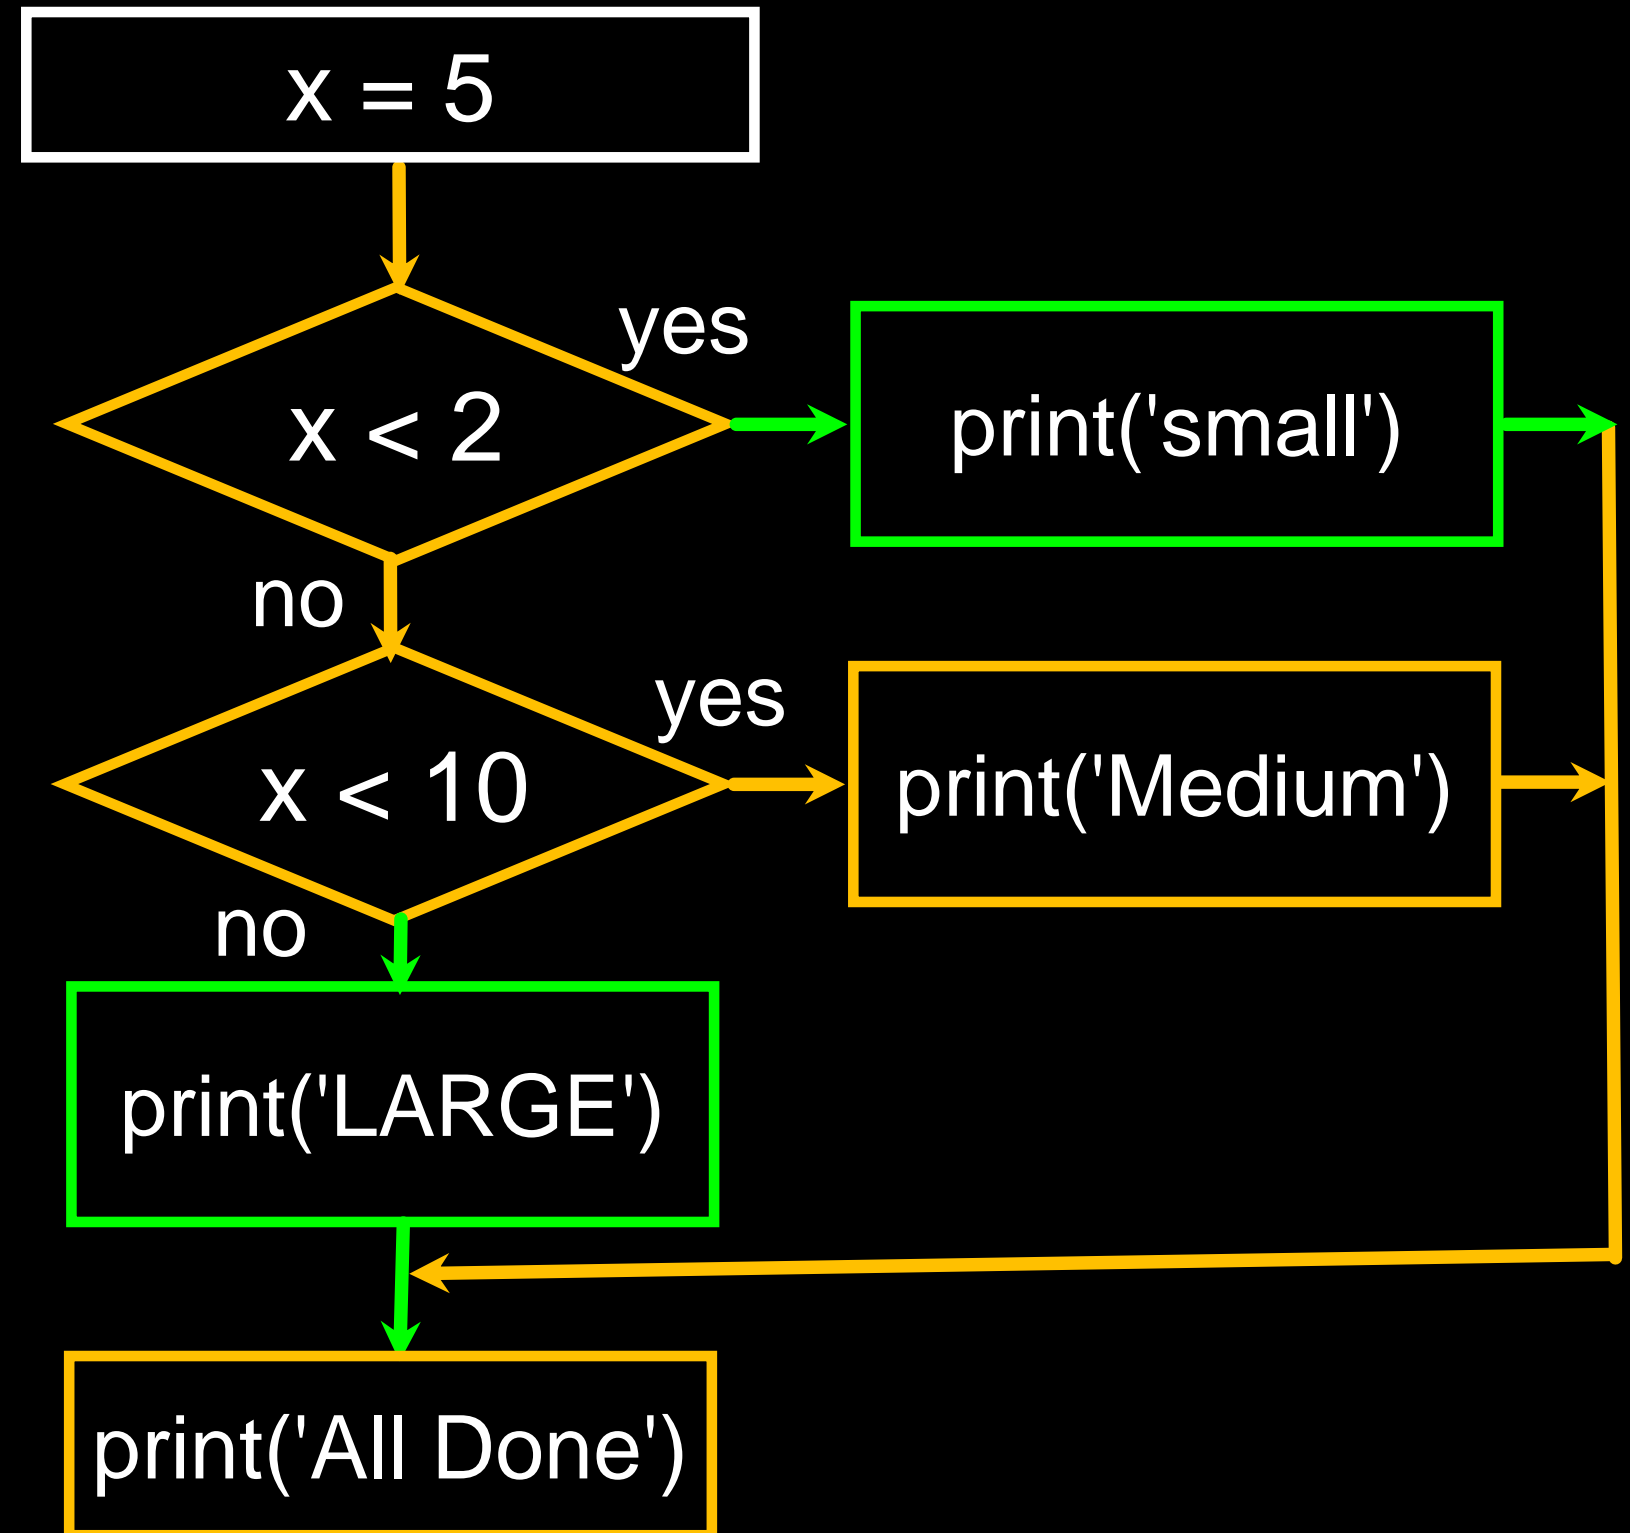 x = 5
yes
x < 2
print('small')
no
yes
x < 10
print('Medium')
no
print('LARGE')
print('All Done')